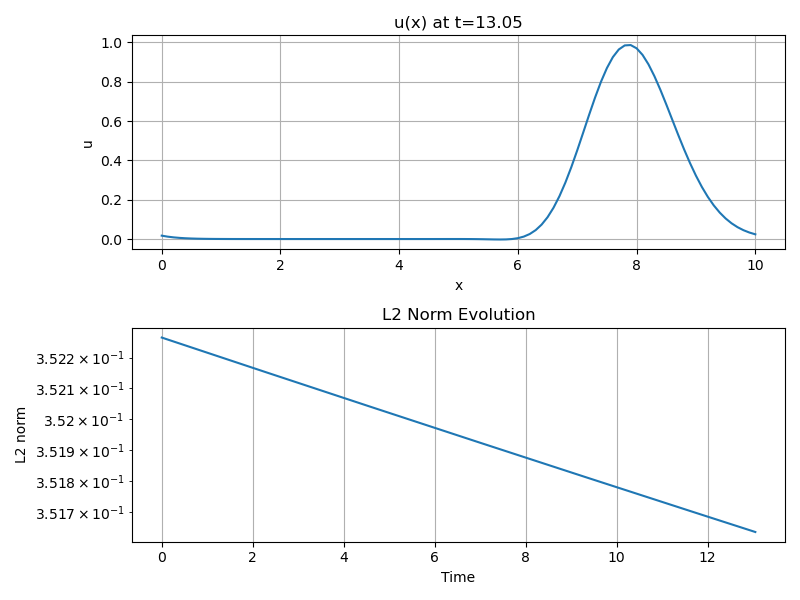 u(x) at t=13.05
1.0
0.8
0.6
0.4
0.2
0.0
u
0 2 4 6 8 10
x
L2 Norm Evolution
3.522 × 10⁻¹
3.521 × 10⁻¹
3.52 × 10⁻¹
3.519 × 10⁻¹
3.518 × 10⁻¹
3.517 × 10⁻¹
L2 norm
0 2 4 6 8 10 12
Time